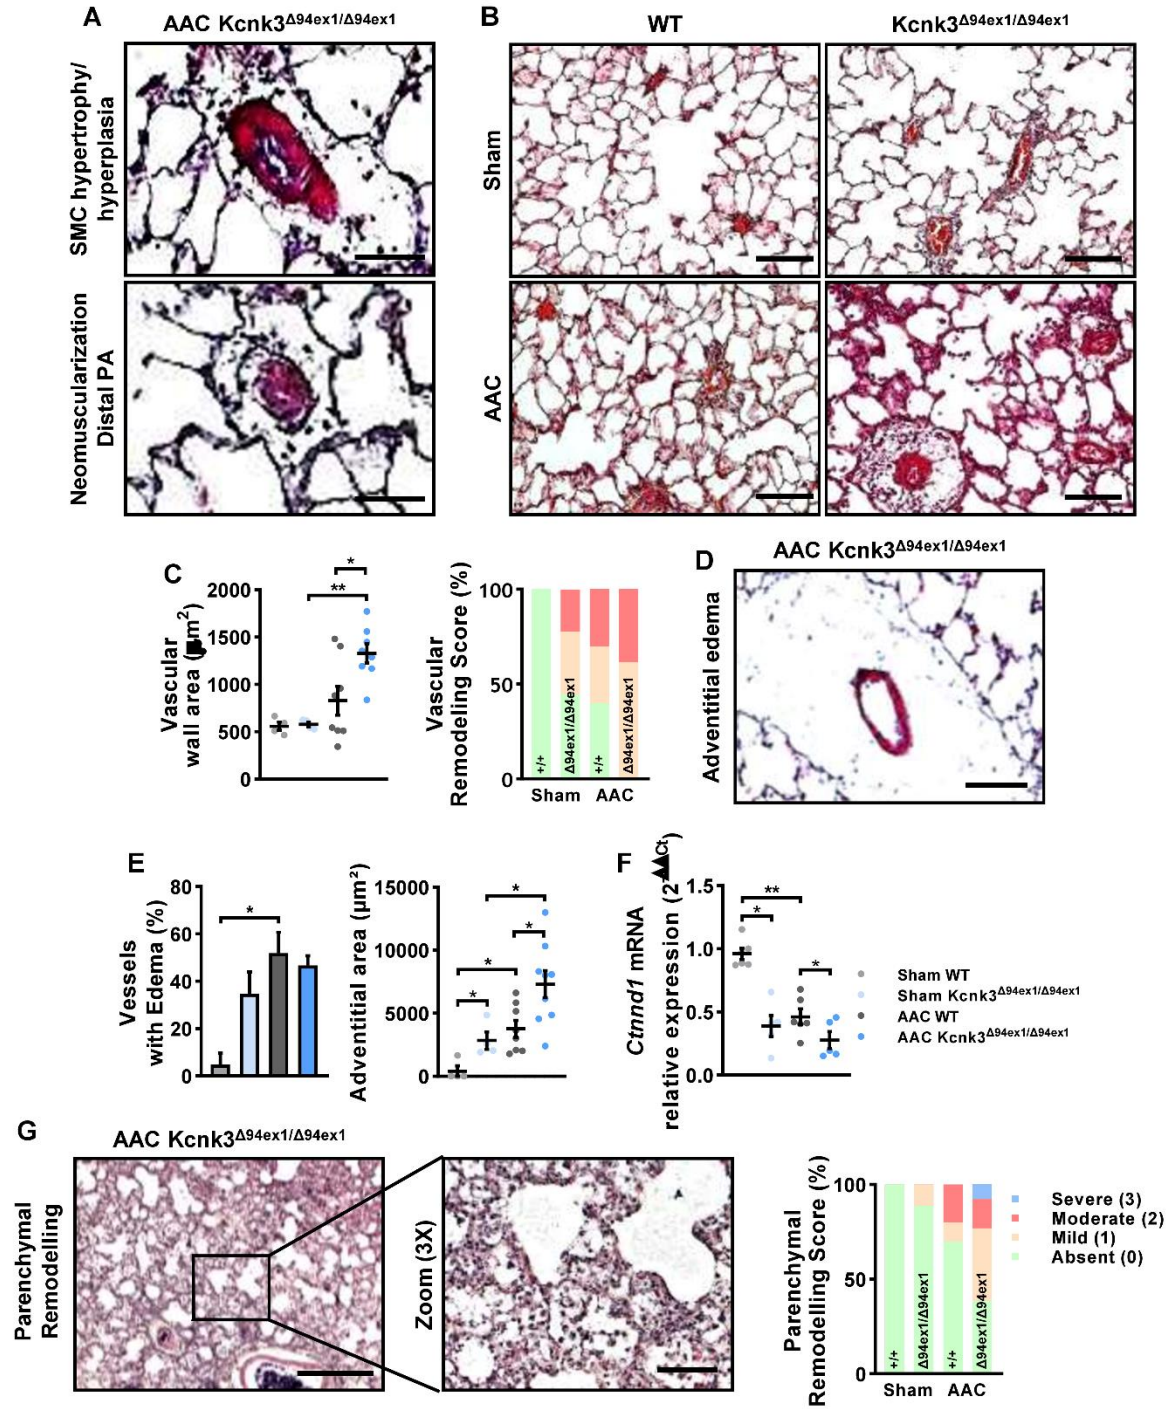 A
AAC Kcnk3Δ94ex1/Δ94ex1
SMC hypertrophy/
hyperplasia
Neomuscularization
Distal PA
B
WT
Kcnk3Δ94ex1/Δ94ex1
Sham
AAC
C
Vascular
wall area (m²)
2000
1500
1000
500
0
*
**
Vascular
Remodeling Score (%)
100
50
0
+/+
Δ94ex1/Δ94ex1
+/+
Δ94ex1/Δ94ex1
Sham
AAC
D
AAC Kcnk3Δ94ex1/Δ94ex1
Adventitial edema
E
Vessels
with Edema (%)
80
60
40
20
0
*
Adventitial area (µm²)
15000
10000
5000
0
*
*
*
*
F
Ctnnd1 mRNA
relative expression (2-▲▲Ct)
1.5
1.0
0.5
0.0
**
*
*
Sham WT
Sham Kcnk3Δ94ex1/Δ94ex1
AAC WT
AAC Kcnk3Δ94ex1/Δ94ex1
G
AAC Kcnk3Δ94ex1/Δ94ex1
Parenchymal
Remodelling
Zoom (3X)
Parenchymal
Remodelling Score (%)
100
50
0
+/+
Δ94ex1/Δ94ex1
+/+
Δ94ex1/Δ94ex1
Sham
AAC
Severe (3)
Moderate (2)
Mild (1)
Absent (0)